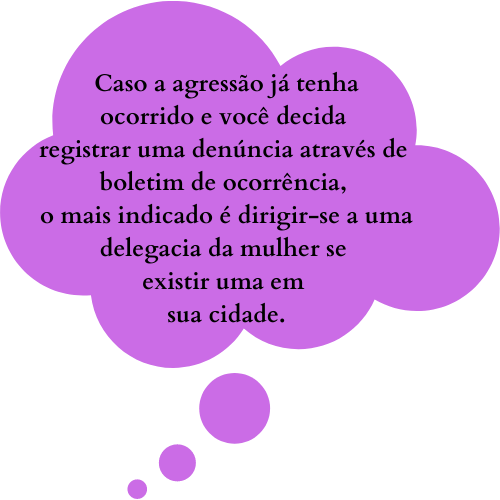 Caso a agressão já tenha
ocorrido e você decida
registrar uma denúncia através de
boletim de ocorrência,
o mais indicado é dirigir-se a uma
delegacia da mulher se
existir uma em
sua cidade.